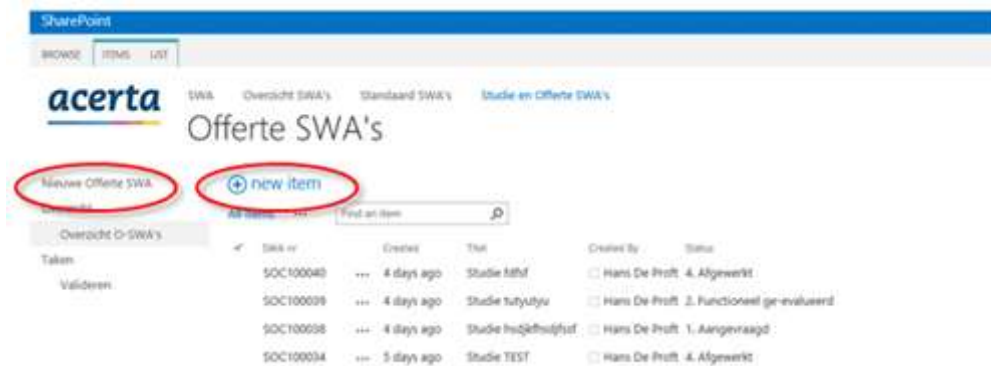 SharePoint
BROWSE ITEMS LIST
acerta
SWA Overzicht SWA's Standaard SWA's Studie en Offerte SWA's
Offerte SWA's
Nieuwe Offerte SWA
new item
Overzicht
All items ••• Find an item
Overzicht O-SWA's
SWA nr Created Titel Created By Status
Taken
SOC100040 ••• 4 days ago Studie fdfsf Hans De Proft 4. Afgewerkt
Valideren
SOC100039 ••• 4 days ago Studie tutyutyu Hans De Proft 2. Functioneel ge-evalueerd
SOC100038 ••• 4 days ago Studie Hans De Proft 1. Aangevraagd
SOC100034 ••• 5 days ago Studie TEST Hans De Proft 4. Afgewerkt